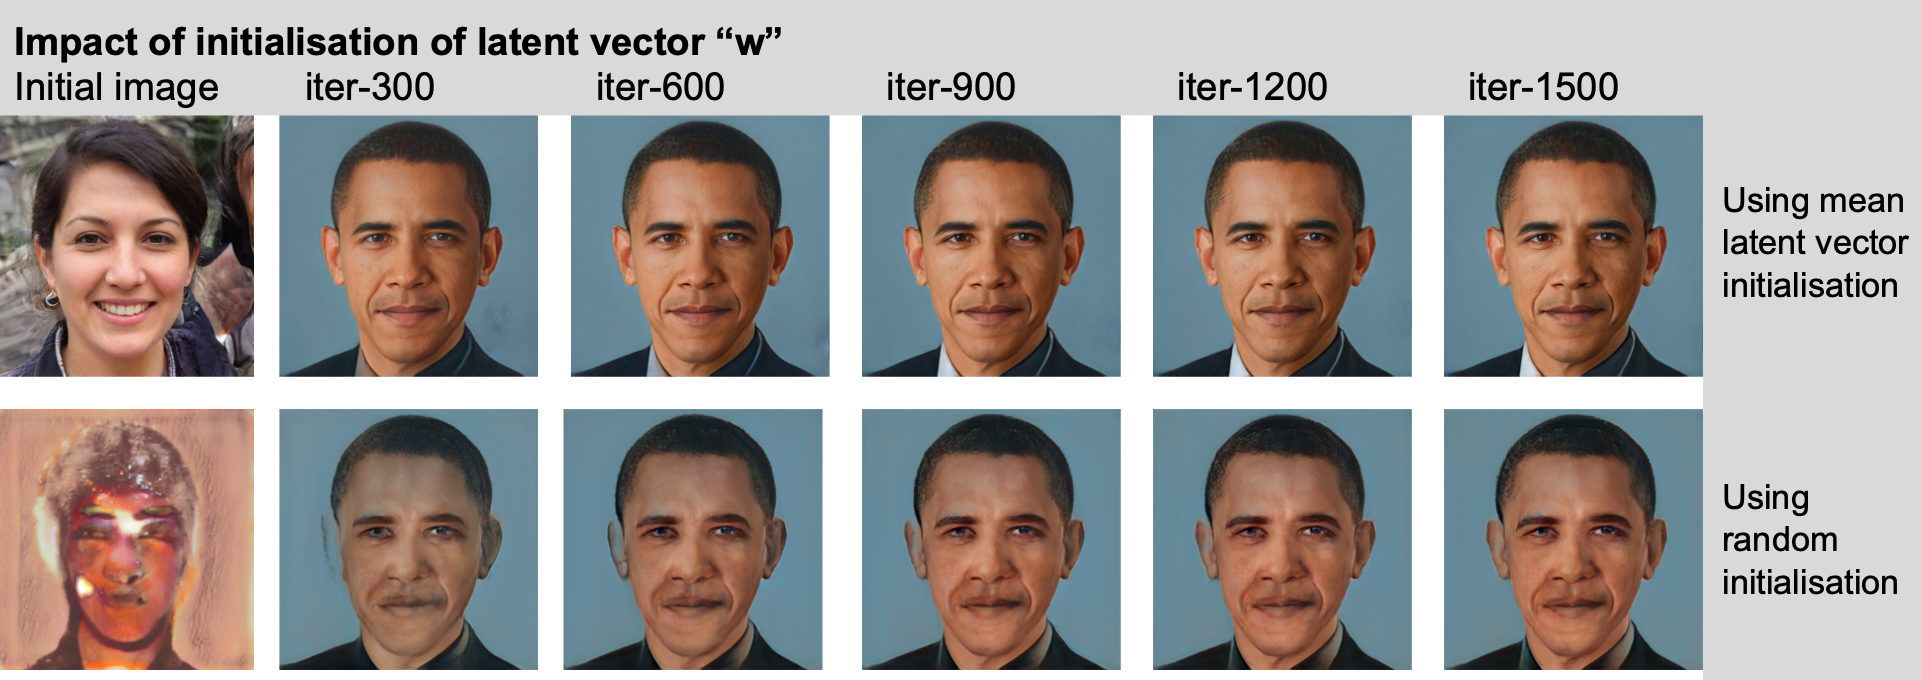 Impact of initialisation of latent vector “w”
Initial image iter-300 iter-600 iter-900 iter-1200 iter-1500
Using mean
latent vector
initialisation
Using
random
initialisation